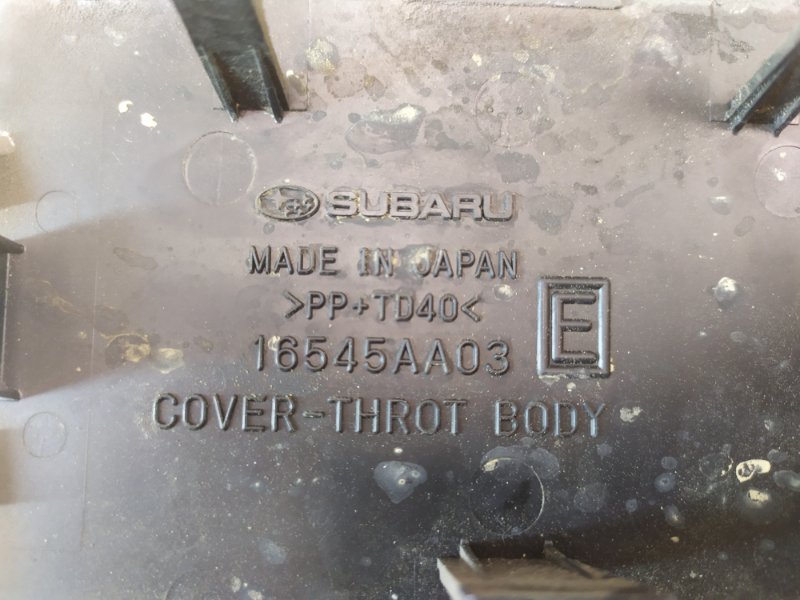 SUBARU
MADE IN JAPAN
>PP+TD40<
16545AA03
E
COVER-THROT BODY